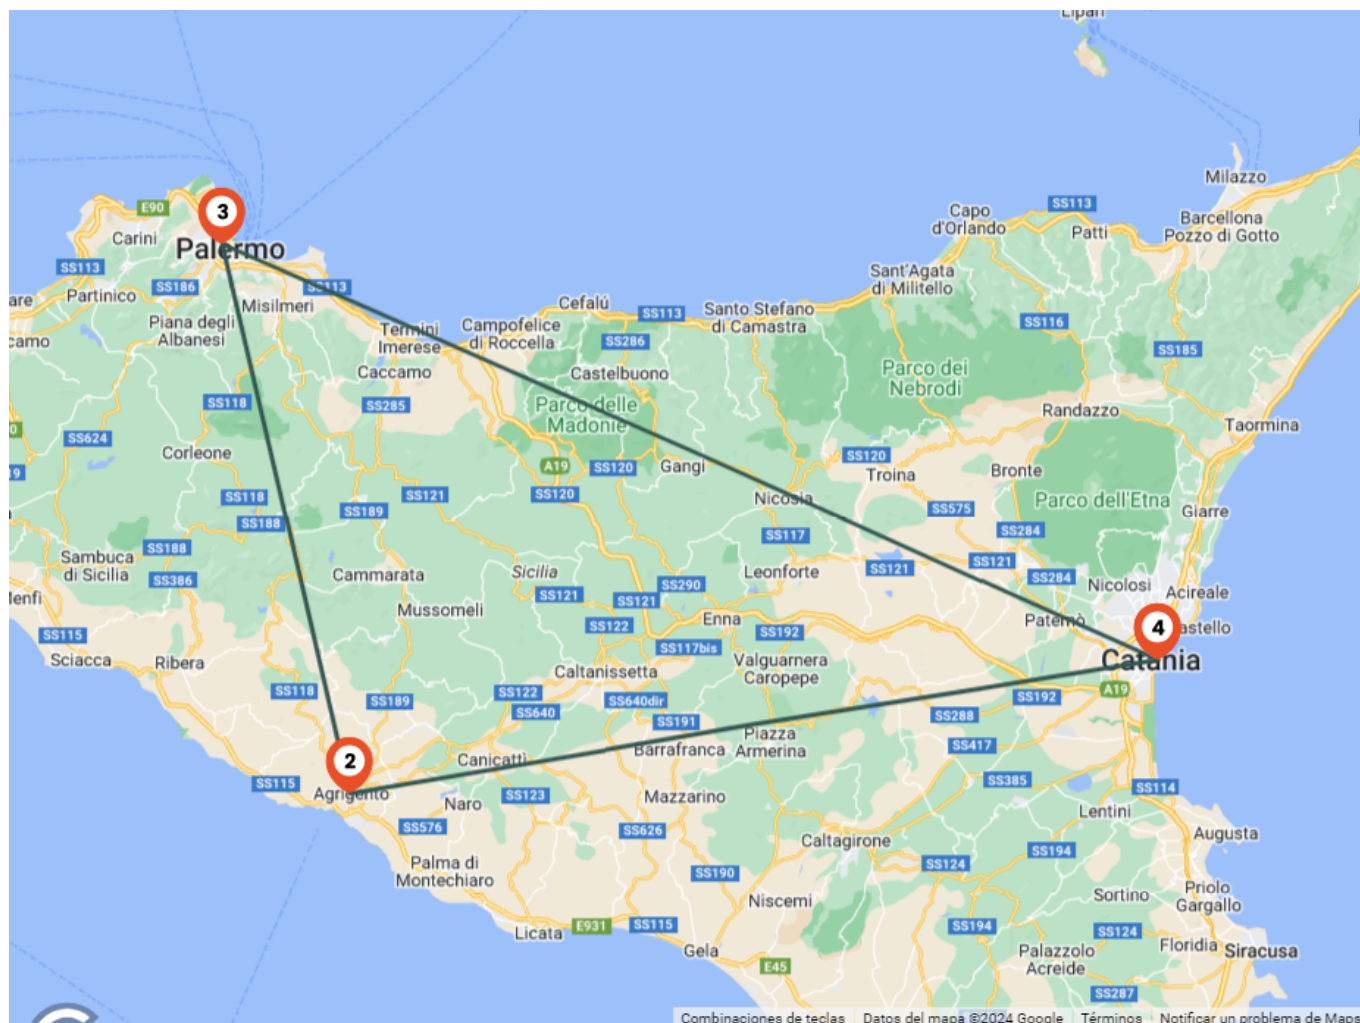 Lipari
Milazzo
SS113
Capo
d'Orlando
Barcellona
Pozzo di Gotto
Patti
E90
3
Carini
Palermo
SS113
SS186
SS113
Partinico
Misilmeri
Sant'Agata
di Militello
Cefalú
SS113
Santo Stefano
di Camastra
Piana degli
Albanesi
Termini
Imerese
Campofelice
di Roccella
SS286
SS116
SS185
Caccamo
Castelbuono
Parco dei
Nebrodi
SS118
SS285
Parco delle
Madonie
Randazzo
Taormina
SS624
Corleone
A19
SS120
Gangi
SS120
Troina
Bronte
SS118
SS121
SS120
Nicosia
Parco dell'Etna
SS189
SS575
Giarre
SS188
SS117
SS284
Sambuca
di Sicilia
SS188
SS386
Cammarata
Sicilia
SS290
Leonforte
SS121
SS121
SS284
Nicolosi
Acireale
SS121
SS121
Mussomeli
SS122
Enna
SS192
Paternò
4
SS115
SS117bis
Catania
Sciacca
Ribera
Caltanissetta
Valguarnera
Caropepe
A19
SS118
SS189
SS122
SS640dir
SS192
SS640
SS191
SS288
Barrafranca
Piazza
Armerina
SS417
2
Canicattì
SS115
Agrigento
Naro
SS123
Mazzarino
SS385
SS114
Lentini
SS576
SS626
Caltagirone
Augusta
SS194
Palma di
Montechiaro
SS190
SS124
Niscemi
Sortino
Priolo
Gargallo
Licata
E931
SS115
SS194
SS124
Gela
Palazzolo
Acreide
Floridia
Siracusa
E45
SS287
Combinaciones de teclas
Datos del mapa ©2024 Google
Términos
Notificar un problema de Maps